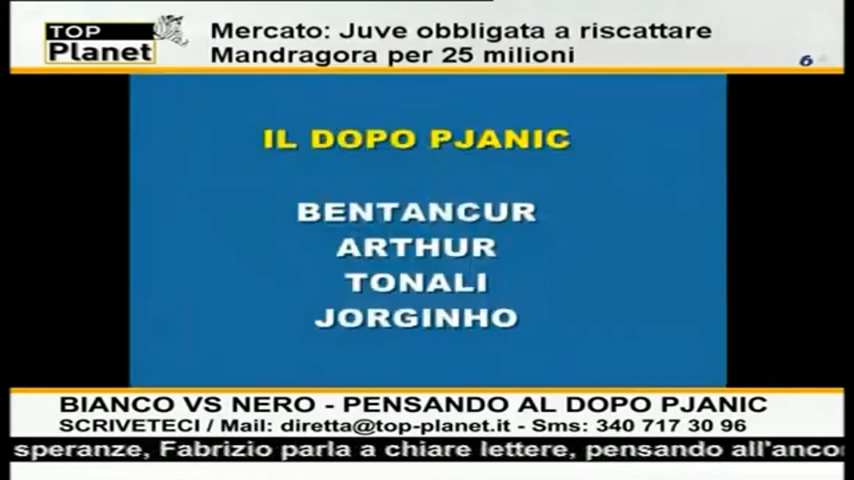 TOP
Planet
Mercato: Juve obbligata a riscattare
Mandragora per 25 milioni
6
IL DOPO PJANIC
BENTANCUR
ARTHUR
TONALI
JORGINHO
BIANCO VS NERO - PENSANDO AL DOPO PJANIC
SCRIVETECI / Mail: diretta@top-planet.it - Sms: 340 717 30 96
speranze, Fabrizio parla a chiare lettere, pensando all'anco